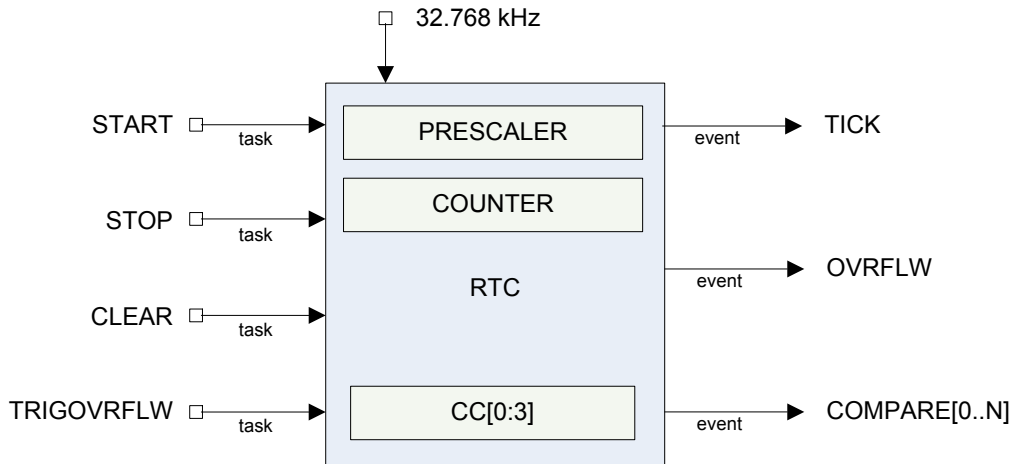 32.768 kHz
START
task
PRESCALER
event
TICK
STOP
task
COUNTER
RTC
event
OVRFLW
CLEAR
task
TRIGOVRFLW
task
CC[0:3]
event
COMPARE[0..N]